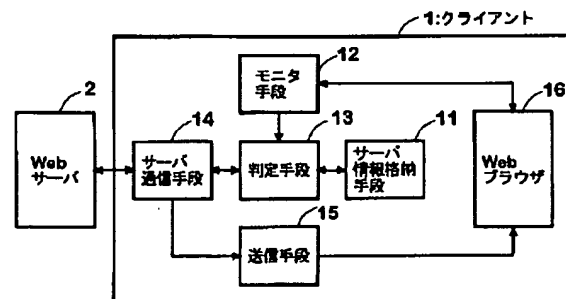 1:クライアント
12
モニタ
手段
2
Web
サーバ
14
サーバ
通信手段
13
判定手段
11
サーバ
情報格納
手段
16
Web
ブラウザ
15
送信手段